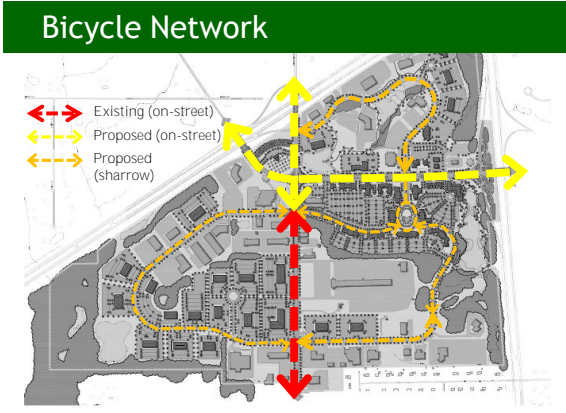 Bicycle Network
Existing (on-street)
Proposed (on-street)
Proposed
(sharrow)